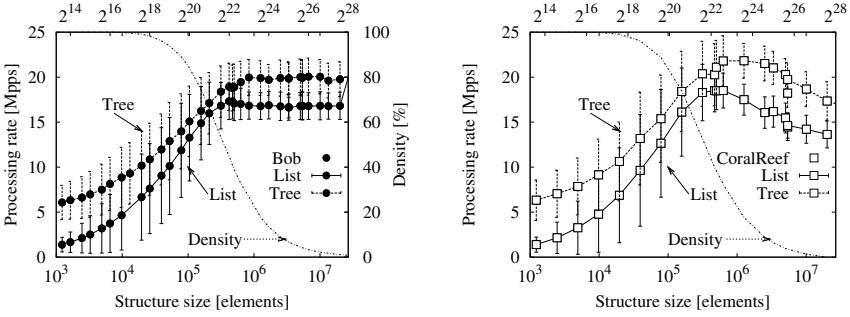 2^14 2^16 2^18 2^20 2^22 2^24 2^26 2^28
25
20
15
10
5
0
Processing rate [Mpps]
100
80
60
40
20
0
Density [%]
Tree
List
Density
Bob
List
Tree
10^3 10^4 10^5 10^6 10^7
Structure size [elements]
2^14 2^16 2^18 2^20 2^22 2^24 2^26 2^28
25
20
15
10
5
0
Processing rate [Mpps]
Tree
List
Density
CoralReef
List
Tree
10^3 10^4 10^5 10^6 10^7
Structure size [elements]